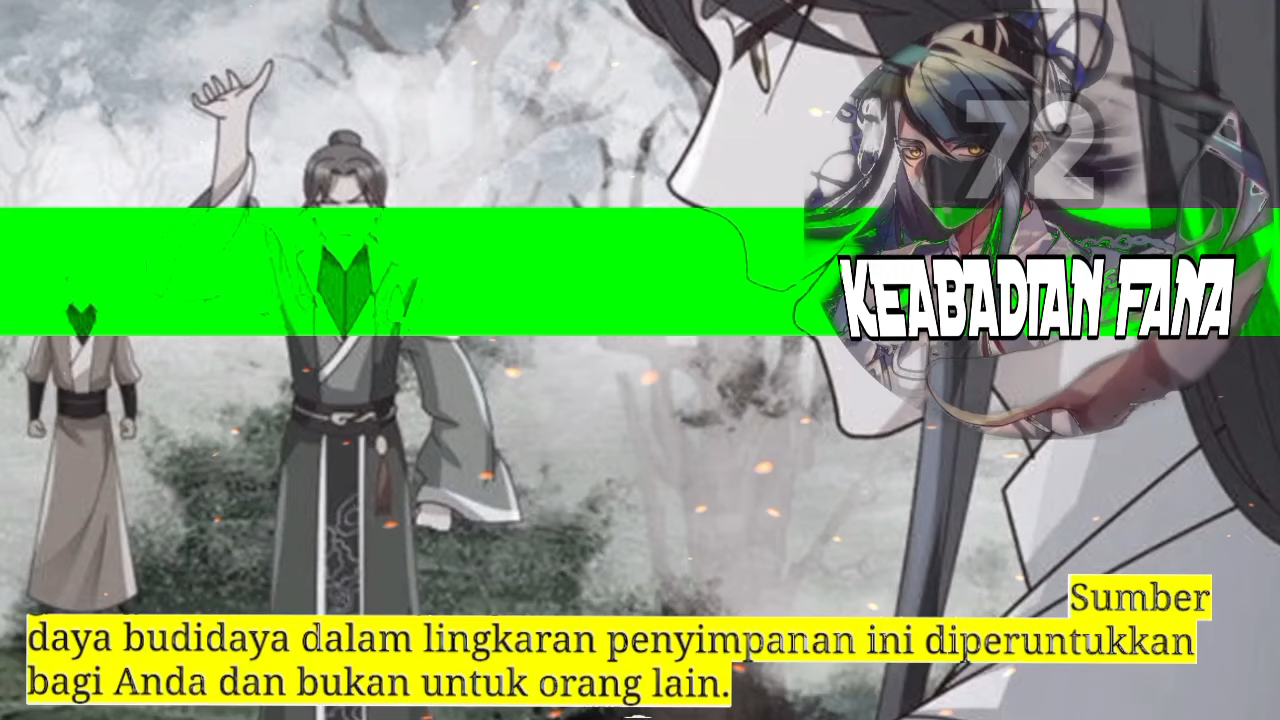 72
KEABADIAN FANA
Sumber
daya budidaya dalam lingkaran penyimpanan ini diperuntukkan
bagi Anda dan bukan untuk orang lain.